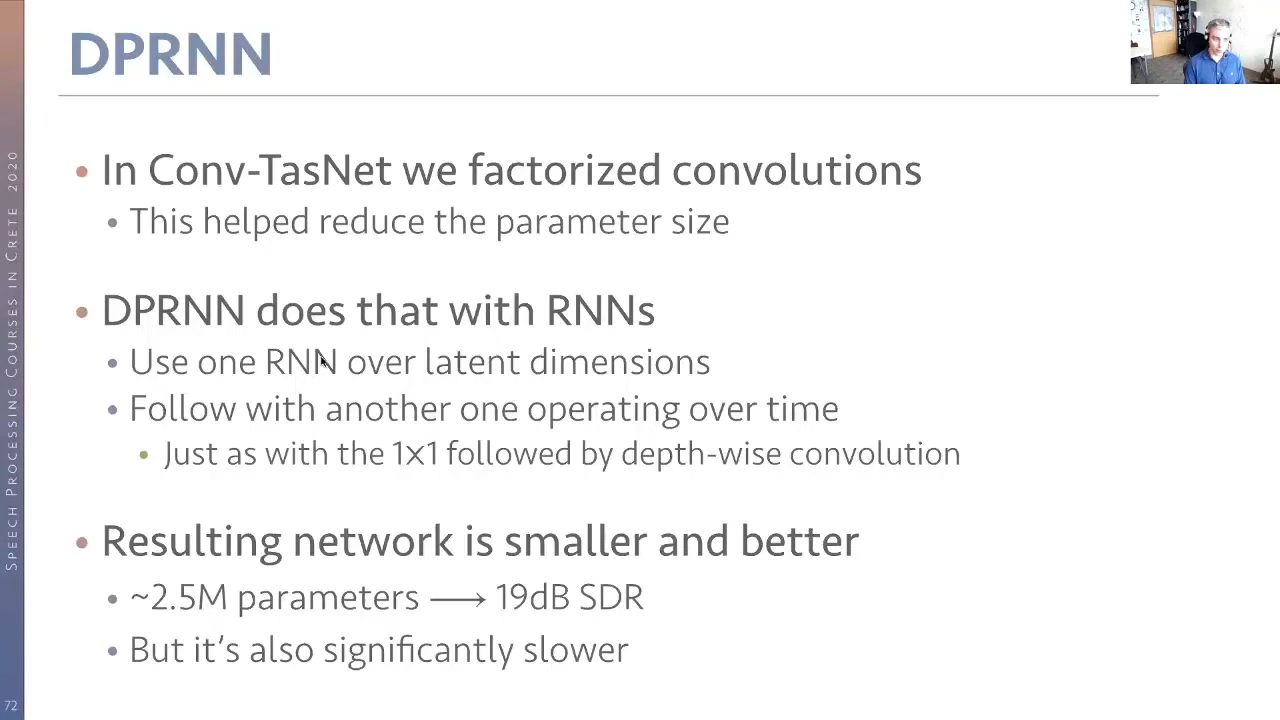 DPRNN
• In Conv-TasNet we factorized convolutions
• This helped reduce the parameter size
• DPRNN does that with RNNs
• Use one RNN over latent dimensions
• Follow with another one operating over time
• Just as with the 1×1 followed by depth-wise convolution
• Resulting network is smaller and better
• ~2.5M parameters ⟶ 19dB SDR
• But it's also significantly slower
SPEECH PROCESSING COURSES IN CRETE 2020
72